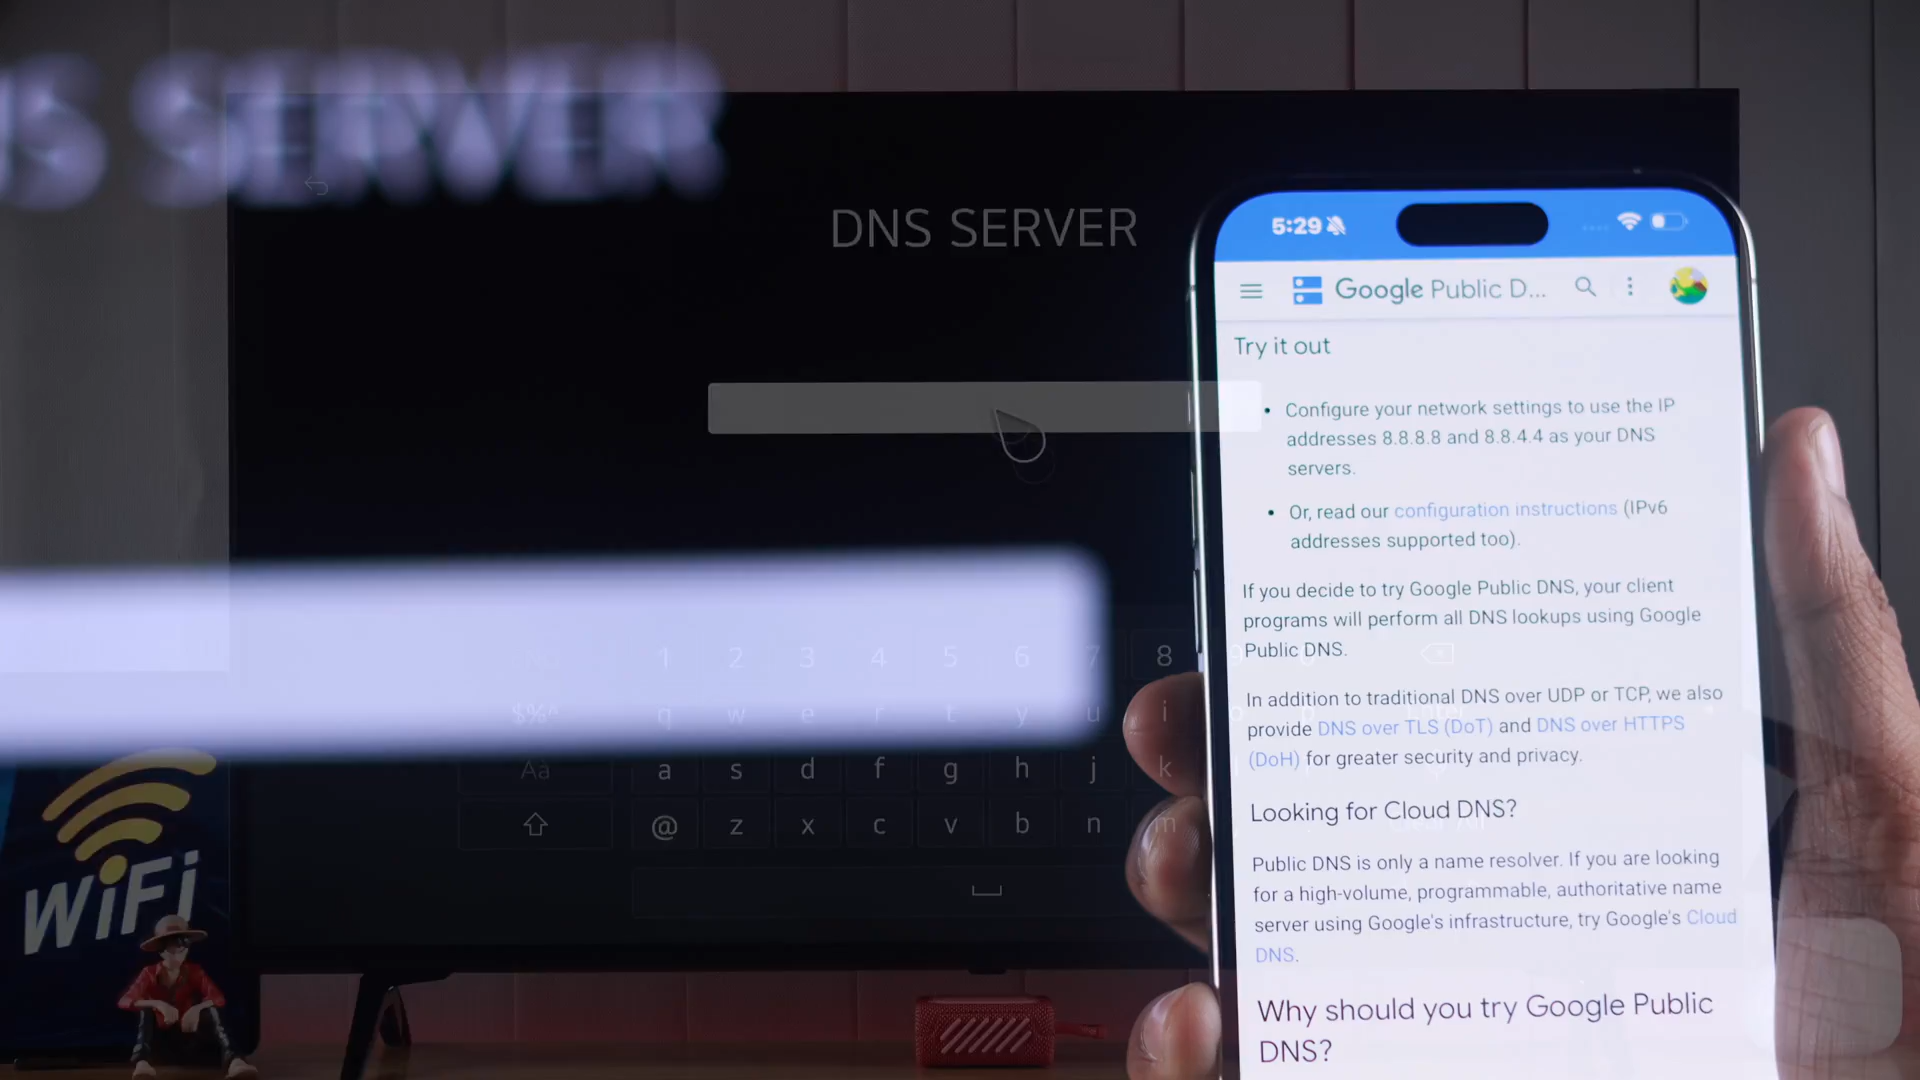 NS SERVER
DNS SERVER
1 2 3 4 5 6 7 8 9 0
$%^ q w e r t y u i
Aa a s d f g h j k
@ z x c v b n m
WiFi
5:29
Google Public D...
Try it out
• Configure your network settings to use the IP
addresses 8.8.8.8 and 8.8.4.4 as your DNS
servers.
• Or, read our configuration instructions (IPv6
addresses supported too).
If you decide to try Google Public DNS, your client
programs will perform all DNS lookups using Google
Public DNS.
In addition to traditional DNS over UDP or TCP, we also
provide DNS over TLS (DoT) and DNS over HTTPS
(DoH) for greater security and privacy.
Looking for Cloud DNS?
Public DNS is only a name resolver. If you are looking
for a high-volume, programmable, authoritative name
server using Google's infrastructure, try Google's Cloud
DNS.
Why should you try Google Public
DNS?